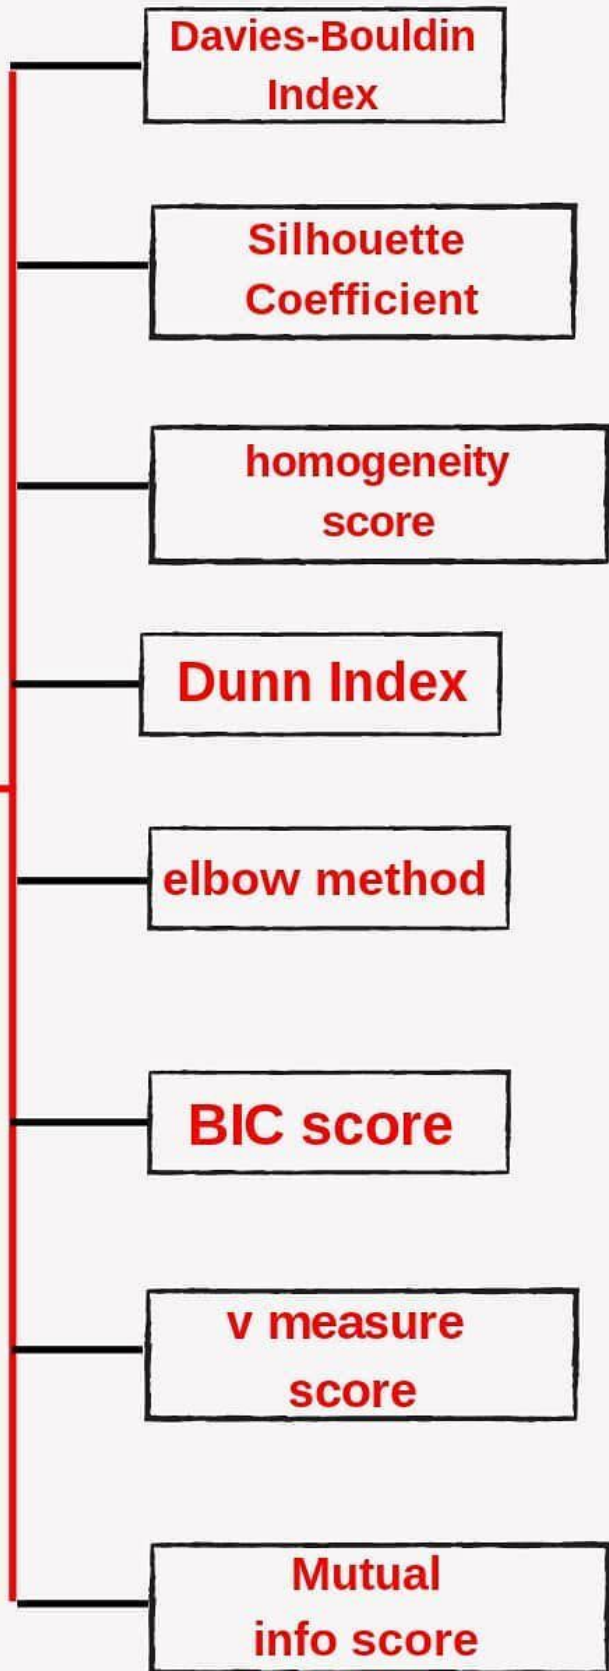 Davies-Bouldin
Index
Silhouette
Coefficient
homogeneity
score
Dunn Index
elbow method
BIC score
v measure
score
Mutual
info score